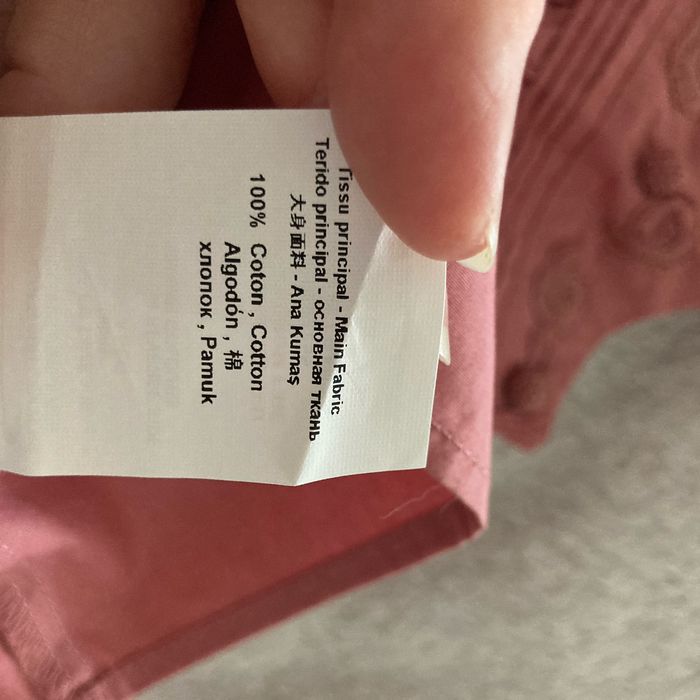 Tissu principal - Main Fabric
Terido principal - основная ткань
大身面料 - Ana Kumaş
100% Coton , Cotton
Algodón , 棉
хлопок , Pamuk